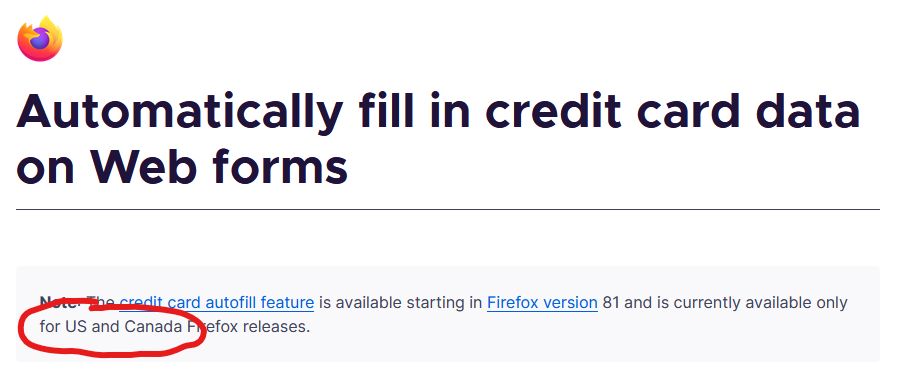 Automatically fill in credit card data
on Web forms
Note: The credit card autofill feature is available starting in Firefox version 81 and is currently available only
for US and Canada Firefox releases.